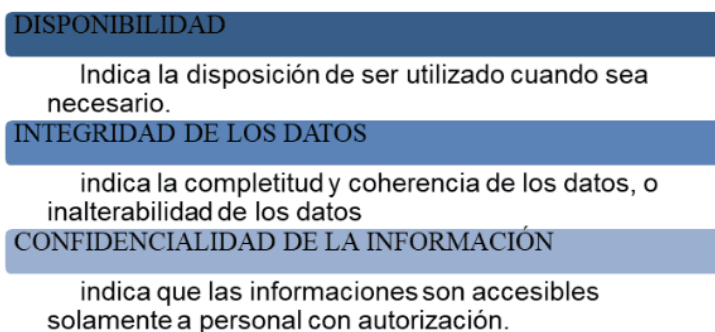 DISPONIBILIDAD
Indica la disposición de ser utilizado cuando sea
necesario.
INTEGRIDAD DE LOS DATOS
indica la completitud y coherencia de los datos, o
inalterabilidad de los datos
CONFIDENCIALIDAD DE LA INFORMACIÓN
indica que las informaciones son accesibles
solamente a personal con autorización.